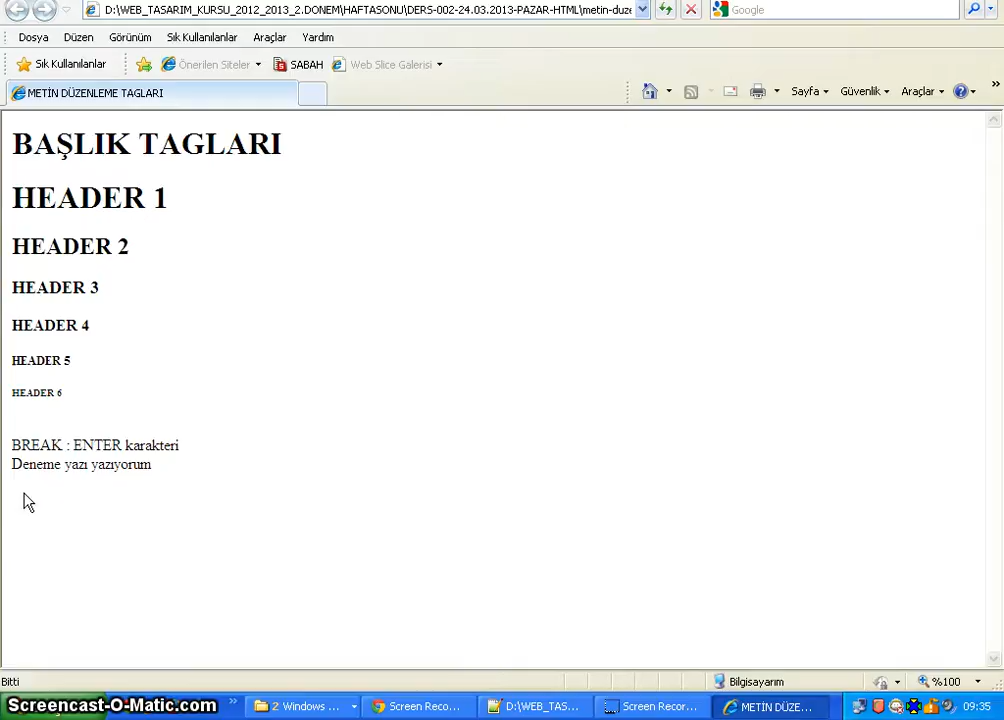 D:\WEB_TASARIM_KURSU_2012_2013_2.DONEM\HAFTASONU\DERS-002-24.03.2013-PAZAR-HTML\metin-duze
Google
Dosya Düzen Görünüm Sık Kullanılanlar Araçlar Yardım
Sık Kullanılanlar Önerilen Siteler SABAH Web Slice Galerisi
METİN DÜZENLEME TAGLARI
Sayfa Güvenlik Araçlar »
BAŞLIK TAGLARI
HEADER 1
HEADER 2
HEADER 3
HEADER 4
HEADER 5
HEADER 6
BREAK : ENTER karakteri
Deneme yazı yazıyorum
Bitti Bilgisayarım %100
Screencast-O-Matic.com » 2 Windows ... Screen Reco... D:\WEB_TAS... Screen Recor... METİN DÜZE... 09:35